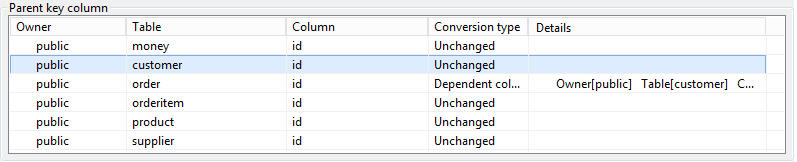 Parent key column
Owner Table Column Conversion type Details
public money id Unchanged
public customer id Unchanged
public order id Dependent col... Owner[public] Table[customer] C...
public orderitem id Unchanged
public product id Unchanged
public supplier id Unchanged